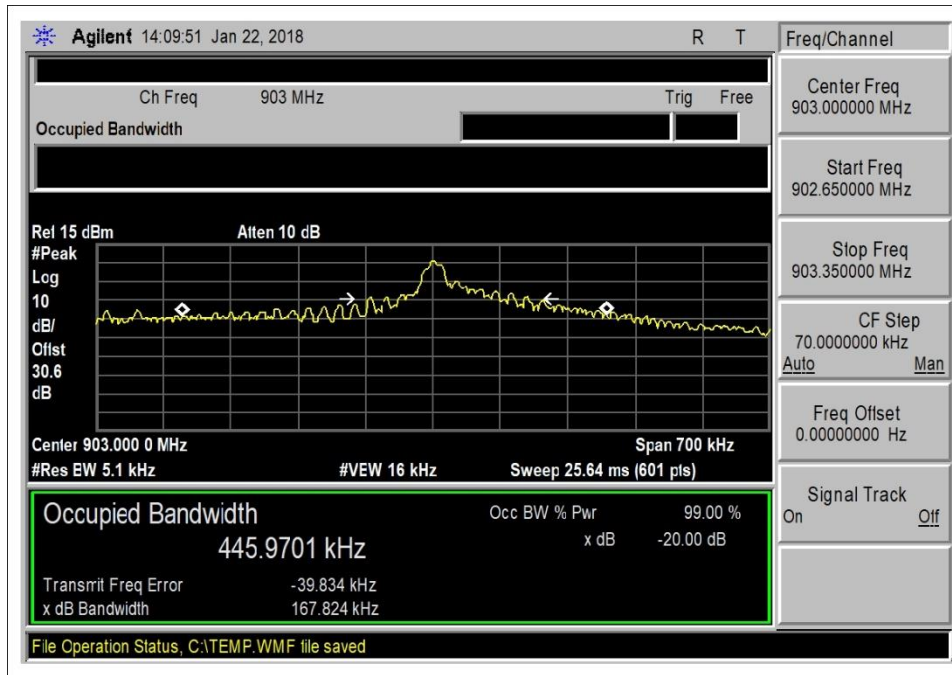 Agilent 14:09:51 Jan 22, 2018 R T
Freq/Channel
Ch Freq 903 MHz Trig Free
Occupied Bandwidth
Center Freq
903.000000 MHz
Start Freq
902.650000 MHz
Stop Freq
903.350000 MHz
CF Step
70.0000000 kHz
Auto Man
Freq Offset
0.00000000 Hz
Signal Track
On Off
Ref 15 dBm Atten 10 dB
#Peak
Log
10
dB/
Offst
30.6
dB
Center 903.000 0 MHz Span 700 kHz
#Res BW 5.1 kHz #VBW 16 kHz Sweep 25.64 ms (601 pts)
Occupied Bandwidth
445.9701 kHz
Occ BW % Pwr 99.00 %
x dB -20.00 dB
Transmit Freq Error -39.834 kHz
x dB Bandwidth 167.824 kHz
File Operation Status, C:\TEMP.WMF file saved